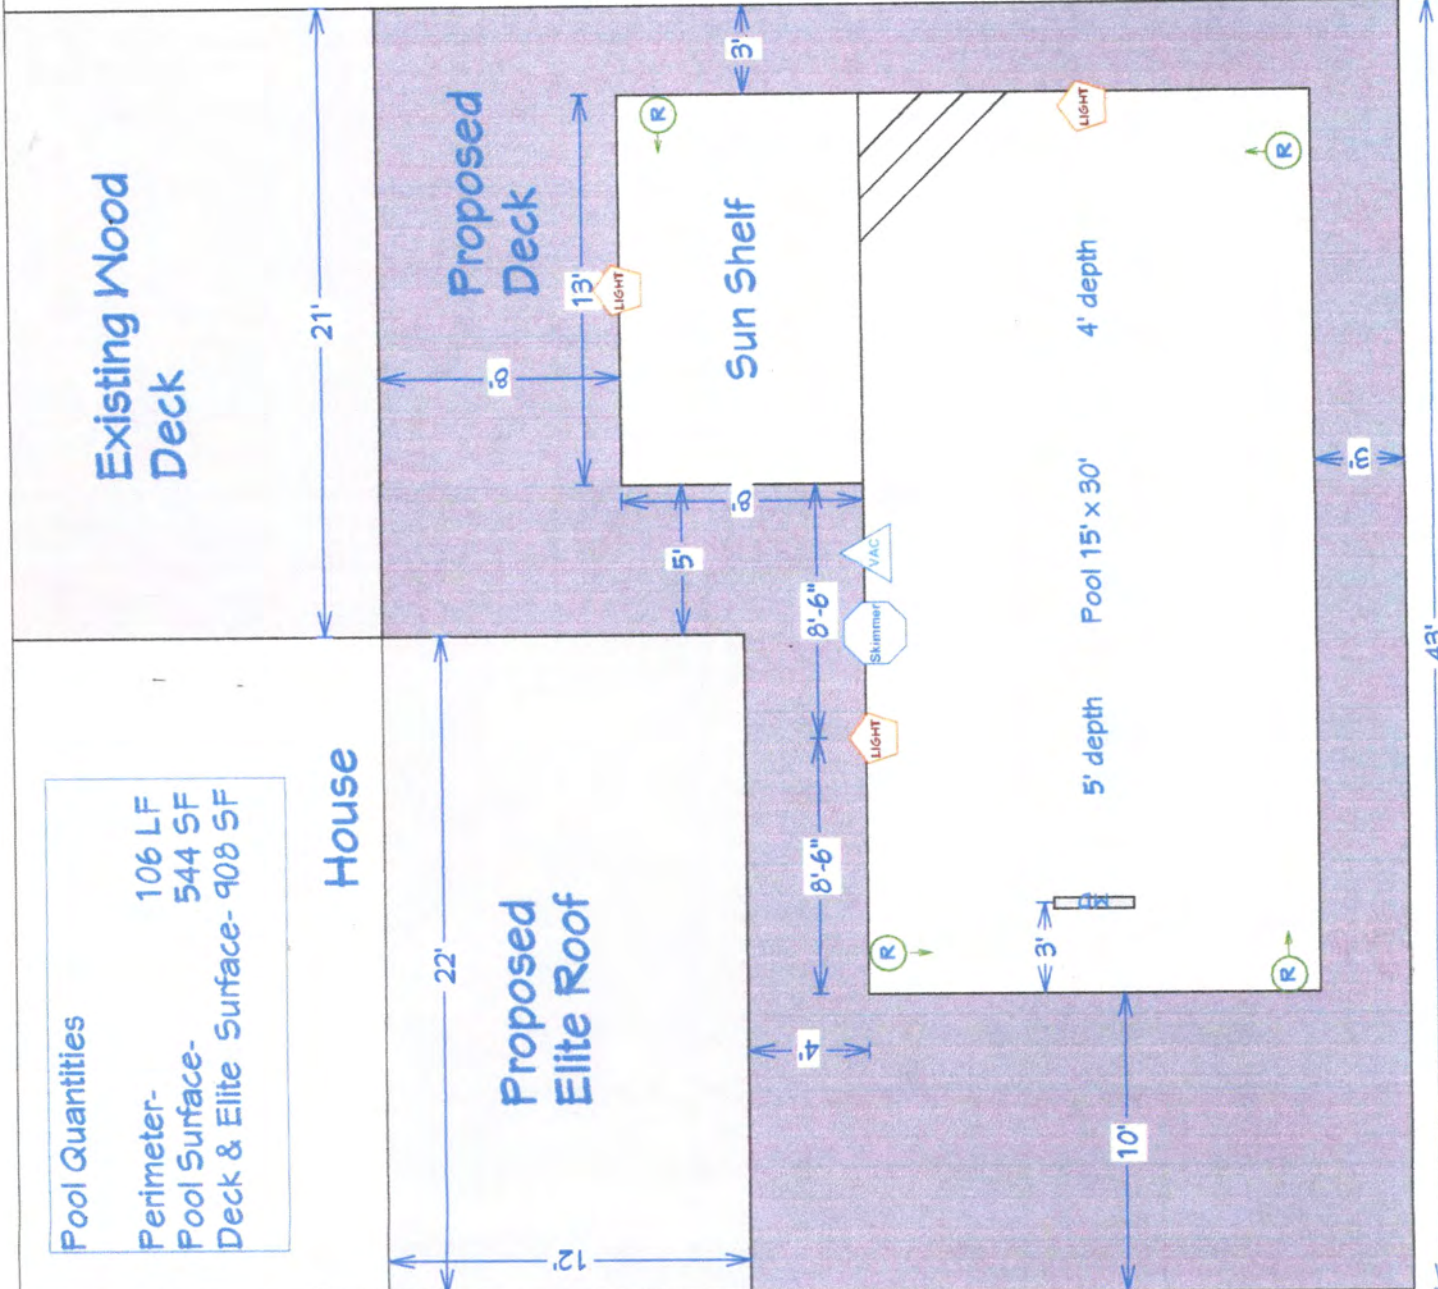 Pool Quantities
Perimeter- 106 LF
Pool Surface- 544 SF
Deck & Elite Surface- 908 SF
House
Existing Wood
Deck
21'
22'
12'
Proposed
Elite Roof
Proposed
Deck
3'
8'
13'
LIGHT
R
Sun Shelf
8'
5'
8'-6"
8'-6"
VAC
Skimmer
LIGHT
LIGHT
R
R
R
4'
3'
10'
5' depth
Pool 15' x 30'
4' depth
3'
43'